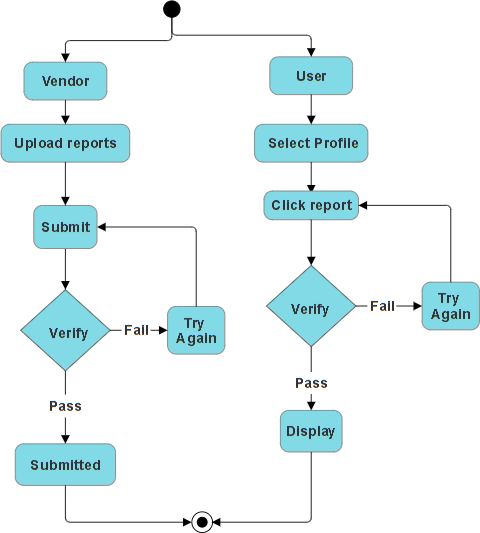 Vendor
User
Upload reports
Select Profile
Submit
Click report
Verify
Fail
Try
Again
Verify
Fail
Try
Again
Pass
Pass
Submitted
Display